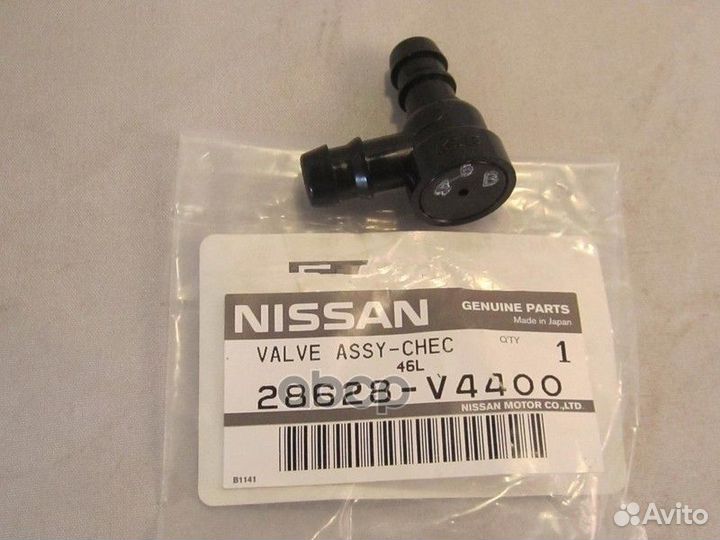 NISSAN
GENUINE PARTS
Made in Japan
VALVE ASSY-CHEC
Q'TY 1
46L
28628-V4400
NISSAN MOTOR CO.,LTD.
B1141
Avito